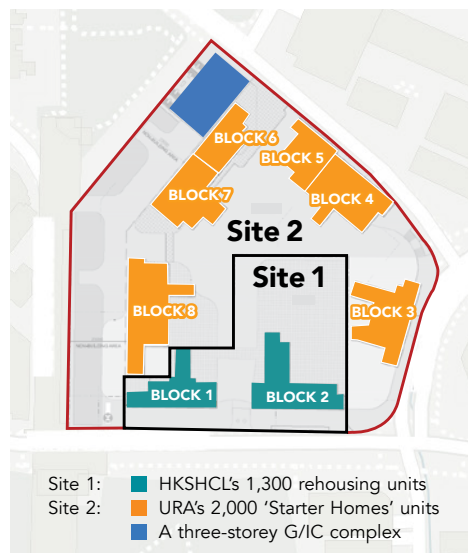 BLOCK 6
BLOCK 5
BLOCK 7
BLOCK 4
Site 2
Site 1
BLOCK 8
BLOCK 3
BLOCK 1
BLOCK 2
Site 1: HKSHCL's 1,300 rehousing units
Site 2: URA's 2,000 'Starter Homes' units
A three-storey G/IC complex